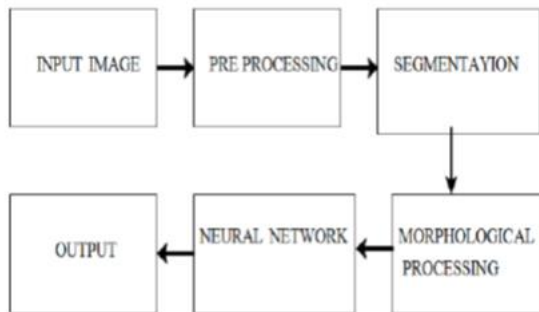 INPUT IMAGE
PRE PROCESSING
SEGMENTAYION
MORPHOLOGICAL
PROCESSING
NEURAL NETWORK
OUTPUT